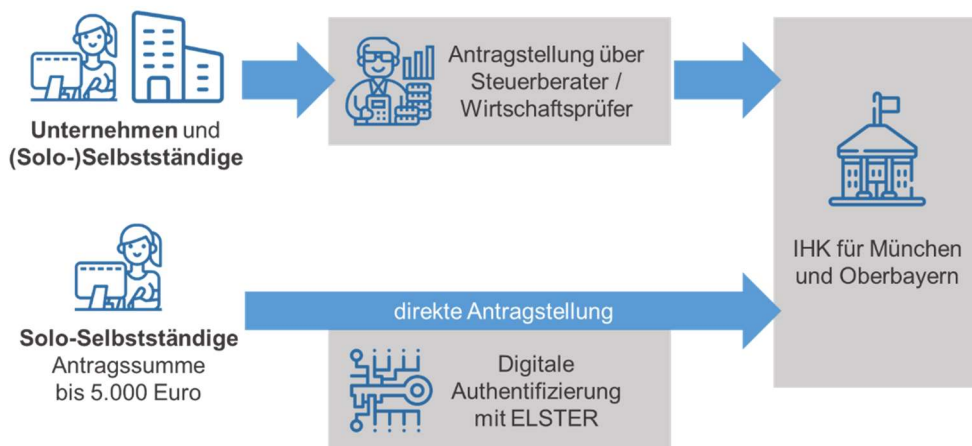 Unternehmen und
(Solo-)Selbstständige
Antragstellung über
Steuerberater /
Wirtschaftsprüfer
IHK für München
und Oberbayern
Solo-Selbstständige
Antragssumme
bis 5.000 Euro
direkte Antragstellung
Digitale
Authentifizierung
mit ELSTER